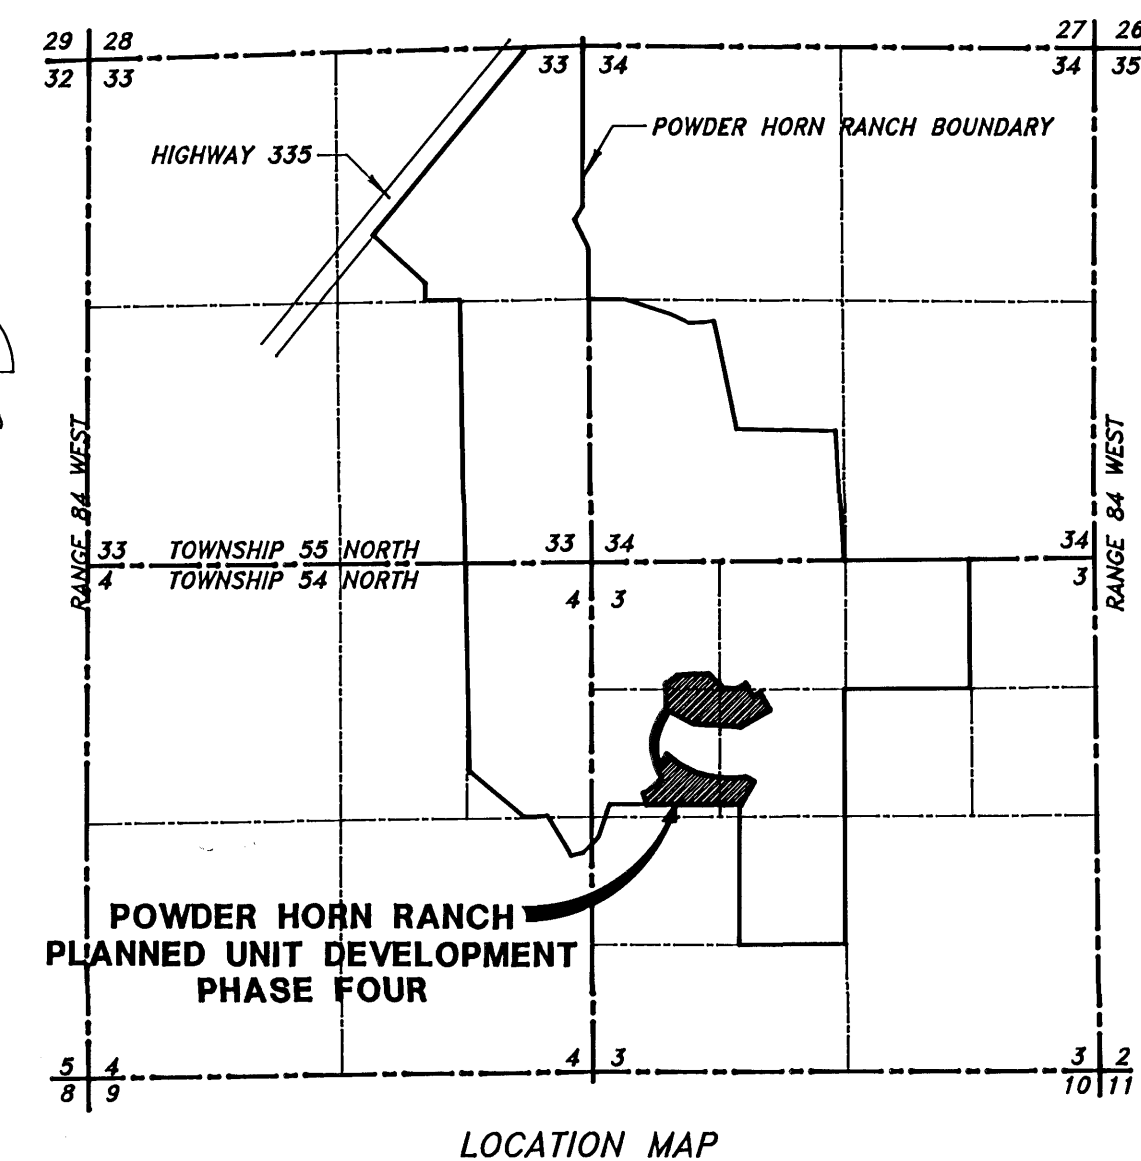 29 28
27 26
32 33
33 34
34 35
POWDER HORN RANCH BOUNDARY
HIGHWAY 335
RANGE 84 WEST
RANGE 84 WEST
33 TOWNSHIP 55 NORTH
33 34
34
4 TOWNSHIP 54 NORTH
4 3
3
POWDER HORN RANCH
PLANNED UNIT DEVELOPMENT
PHASE FOUR
5 4
4 3
3 2
8 9
10 11
LOCATION MAP